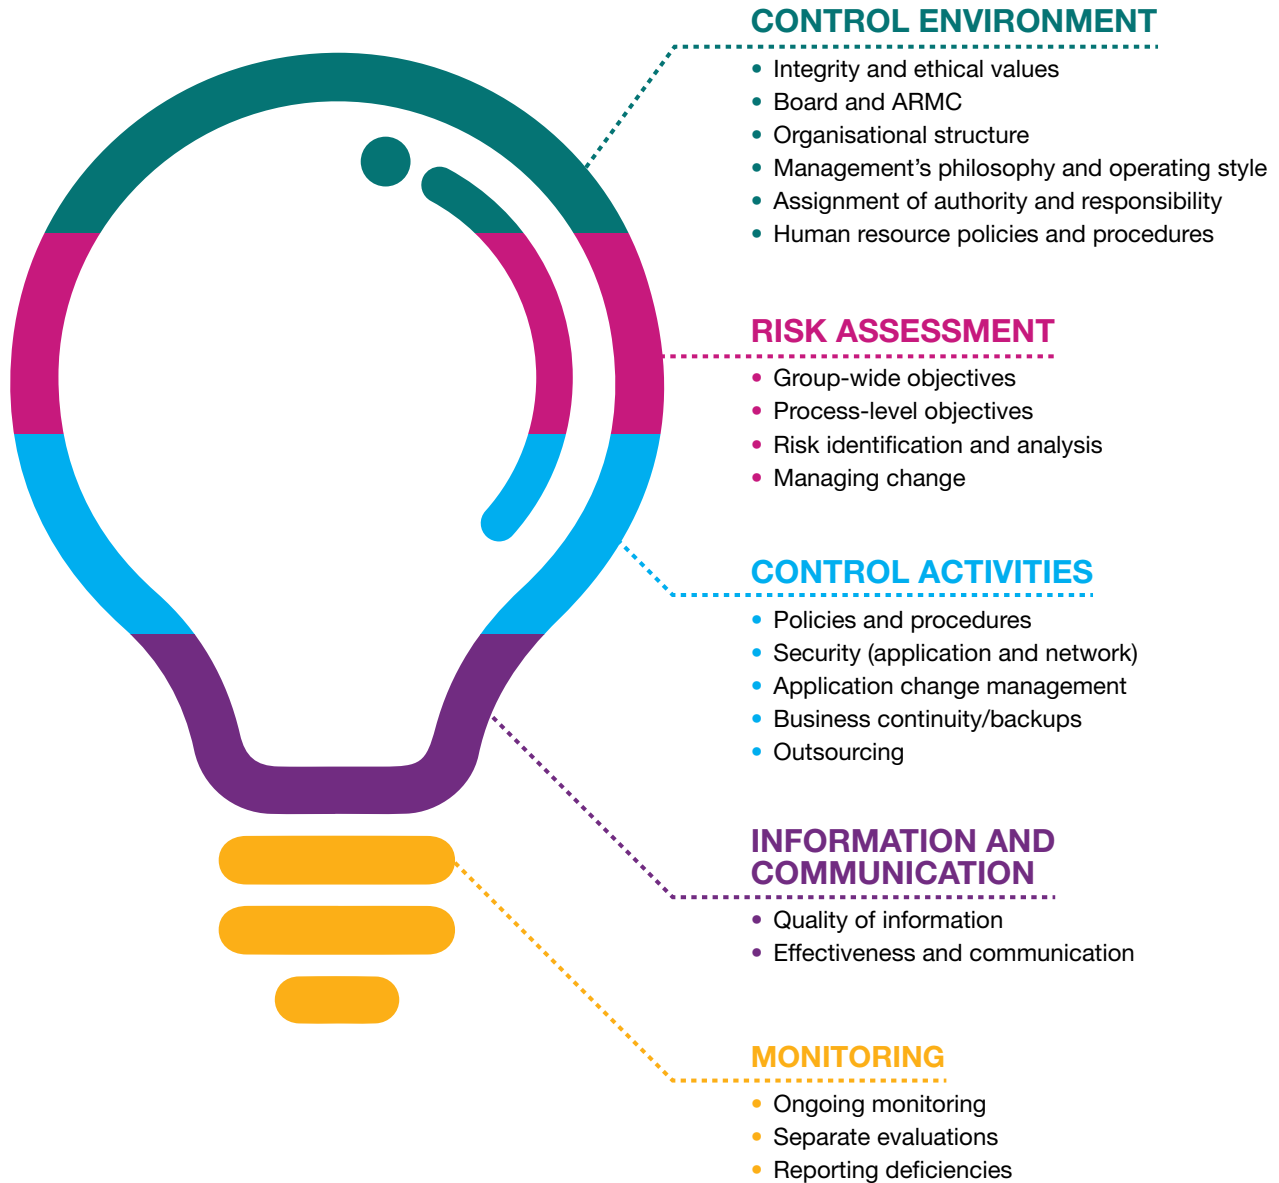 CONTROL ENVIRONMENT
• Integrity and ethical values
• Board and ARMC
• Organisational structure
• Management’s philosophy and operating style
• Assignment of authority and responsibility
• Human resource policies and procedures
RISK ASSESSMENT
• Group-wide objectives
• Process-level objectives
• Risk identification and analysis
• Managing change
CONTROL ACTIVITIES
• Policies and procedures
• Security (application and network)
• Application change management
• Business continuity/backups
• Outsourcing
INFORMATION AND
COMMUNICATION
• Quality of information
• Effectiveness and communication
MONITORING
• Ongoing monitoring
• Separate evaluations
• Reporting deficiencies